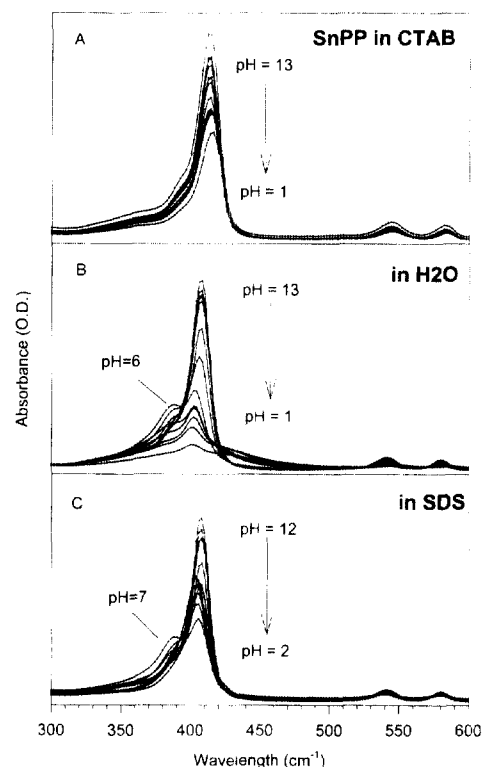 A
SnPP in CTAB
pH = 13
pH = 1
B
in H2O
pH = 13
pH=6
pH = 1
C
in SDS
pH = 12
pH=7
pH = 2
Absorbance (O.D.)
300 350 400 450 500 550 600
Wavelength (cm-1)